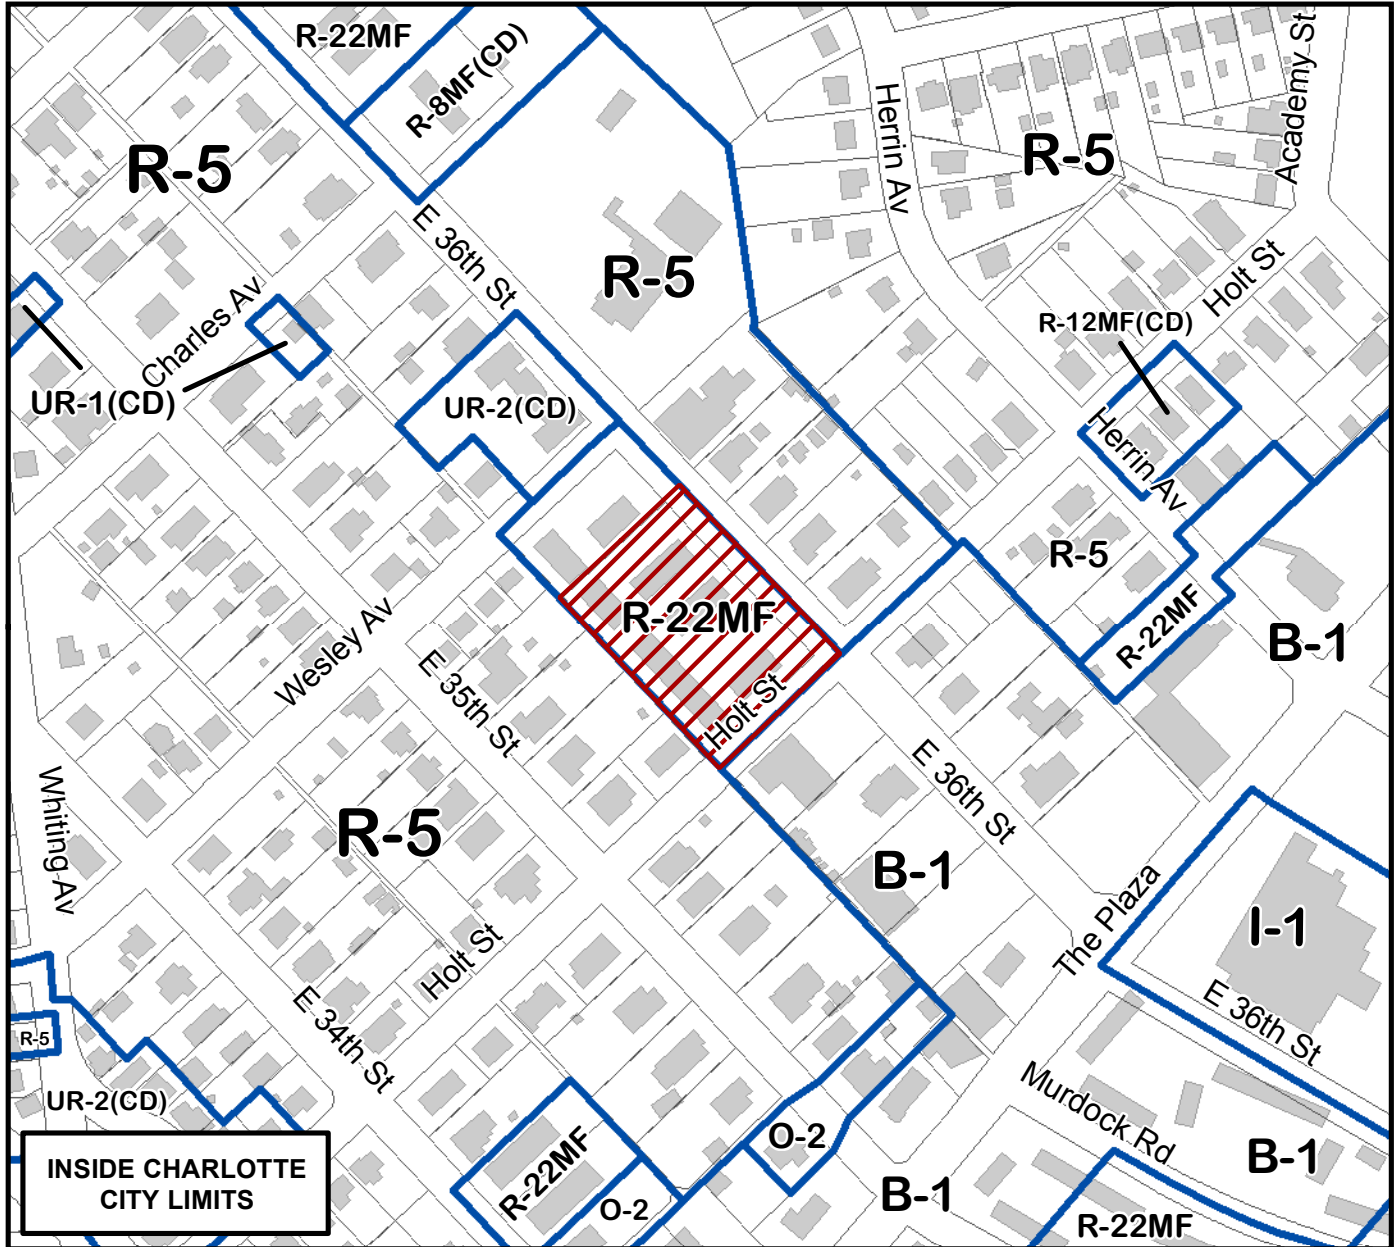 R-22MF
R-8MF(CD)
R-5
Herrin Av
R-5
Academy St
E 36th St
R-5
Holt St
Charles Av
R-12MF(CD)
UR-1(CD)
UR-2(CD)
Herrin Av
R-5
R-22MF
R-22MF
B-1
Wesley Av
E 35th St
Holt St
E 36th St
Whiting Av
R-5
B-1
The Plaza
I-1
Holt St
E 36th St
E 34th St
R-5
UR-2(CD)
Murdock Rd
O-2
B-1
R-22MF
INSIDE CHARLOTTE
CITY LIMITS
O-2
B-1
R-22MF